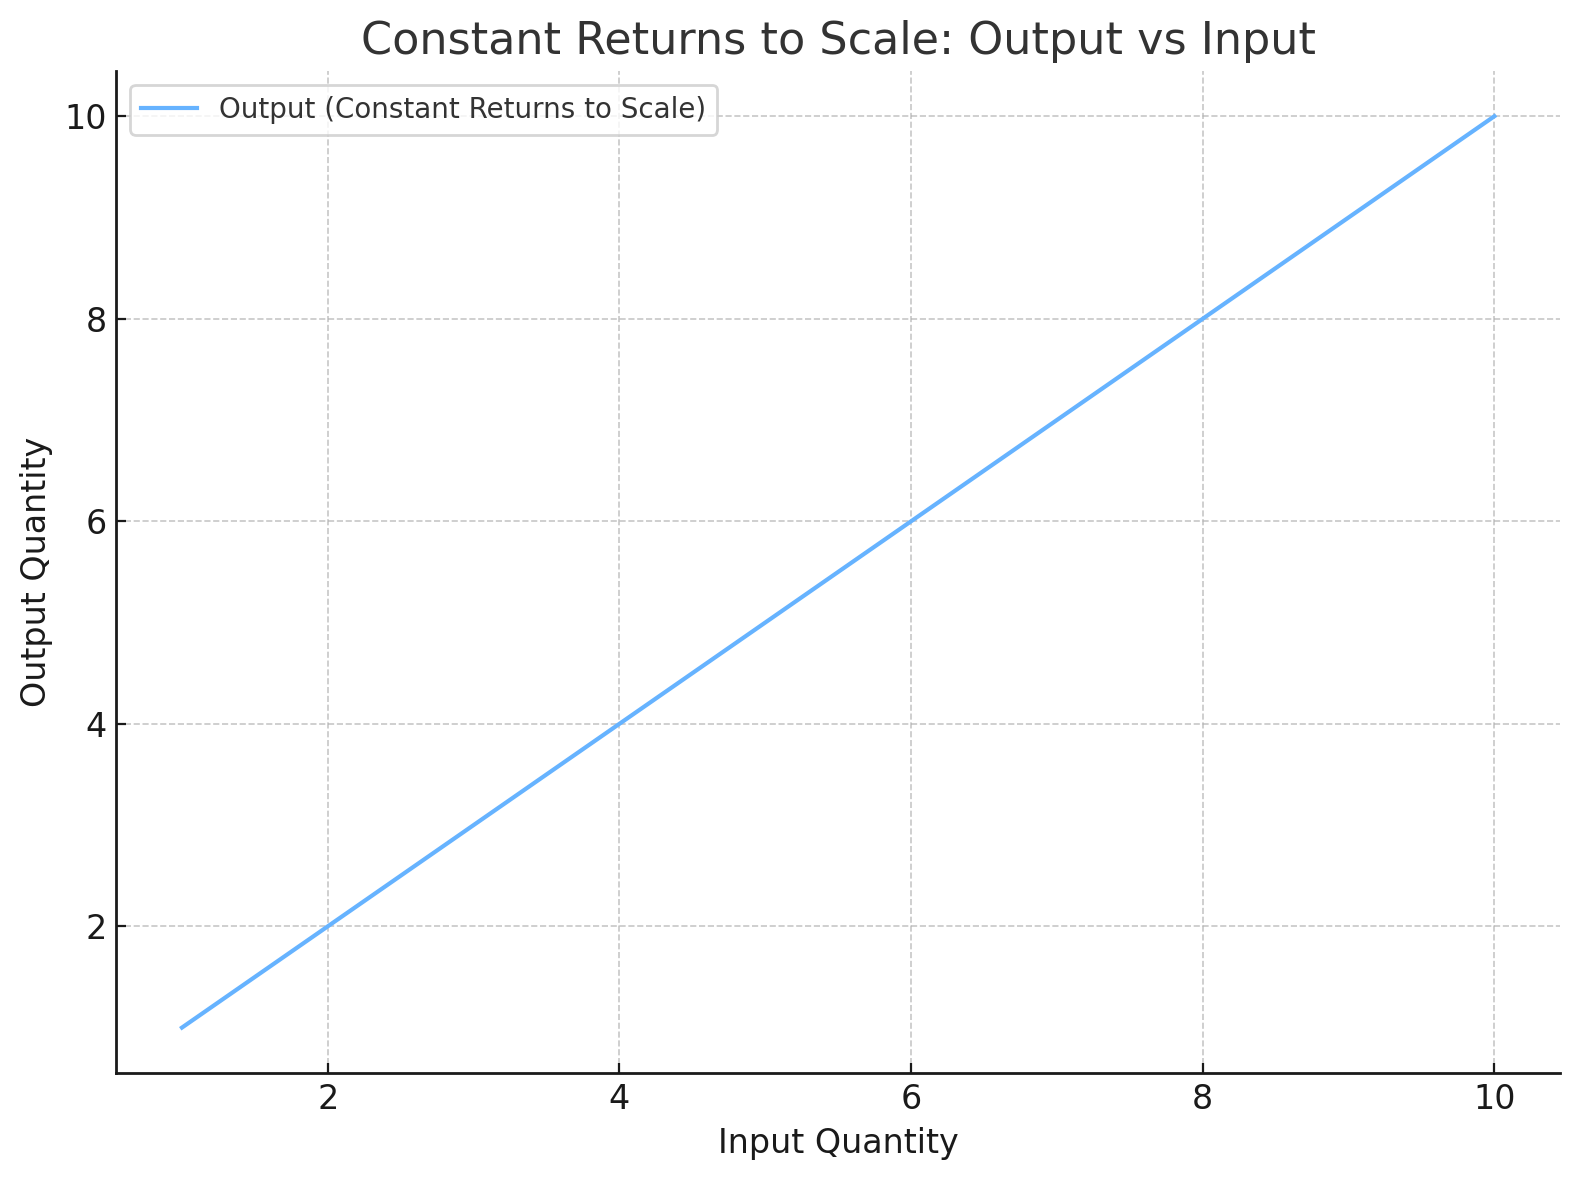 Constant Returns to Scale: Output vs Input
Output (Constant Returns to Scale)
10
8
6
4
2
Output Quantity
2 4 6 8 10
Input Quantity